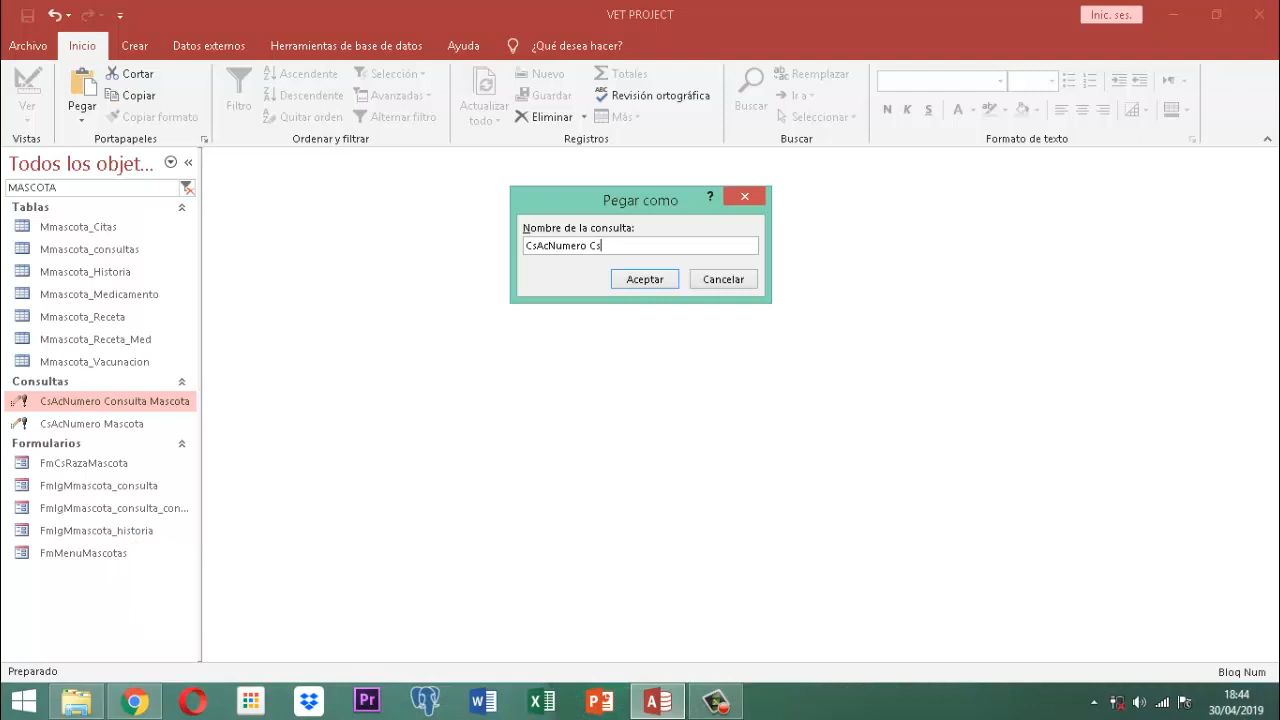 VET PROJECT
Inic. ses.
Archivo Inicio Crear Datos externos Herramientas de base de datos Ayuda ¿Qué desea hacer?
Ver
Pegar
Cortar
Copiar
Copiar formato
Filtro
Ascendente
Descendente
Quitar orden
Selección
Avanzadas
Alternar filtro
Actualizar todo
Nuevo
Guardar
Eliminar
Totales
Revisión ortográfica
Más
Buscar
Reemplazar
Ir a
Seleccionar
N K S A
Vistas Portapapeles Ordenar y filtrar Registros Buscar Formato de texto
Todos los objet...
MASCOTA
Tablas
Mmascota_Citas
Mmascota_consultas
Mmascota_Historia
Mmascota_Medicamento
Mmascota_Receta
Mmascota_Receta_Med
Mmascota_Vacunacion
Consultas
CsAcNumero Consulta Mascota
CsAcNumero Mascota
Formularios
FmCsRazaMascota
FmIgMmascota_consulta
FmIgMmascota_consulta_con...
FmIgMmascota_historia
FmMenuMascotas
Pegar como
?
Nombre de la consulta:
CsAcNumero Cs
Aceptar Cancelar
Preparado
Bloq Num
Pr
18:44
30/04/2019